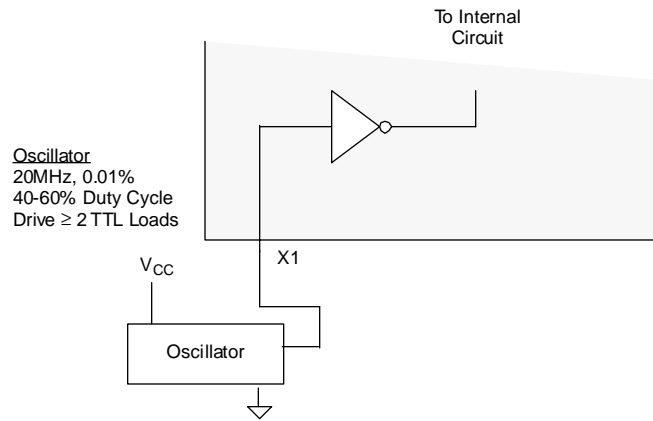 To Internal
Circuit
Oscillator
20MHz, 0.01%
40-60% Duty Cycle
Drive ≥ 2 TTL Loads
X1
VCC
Oscillator